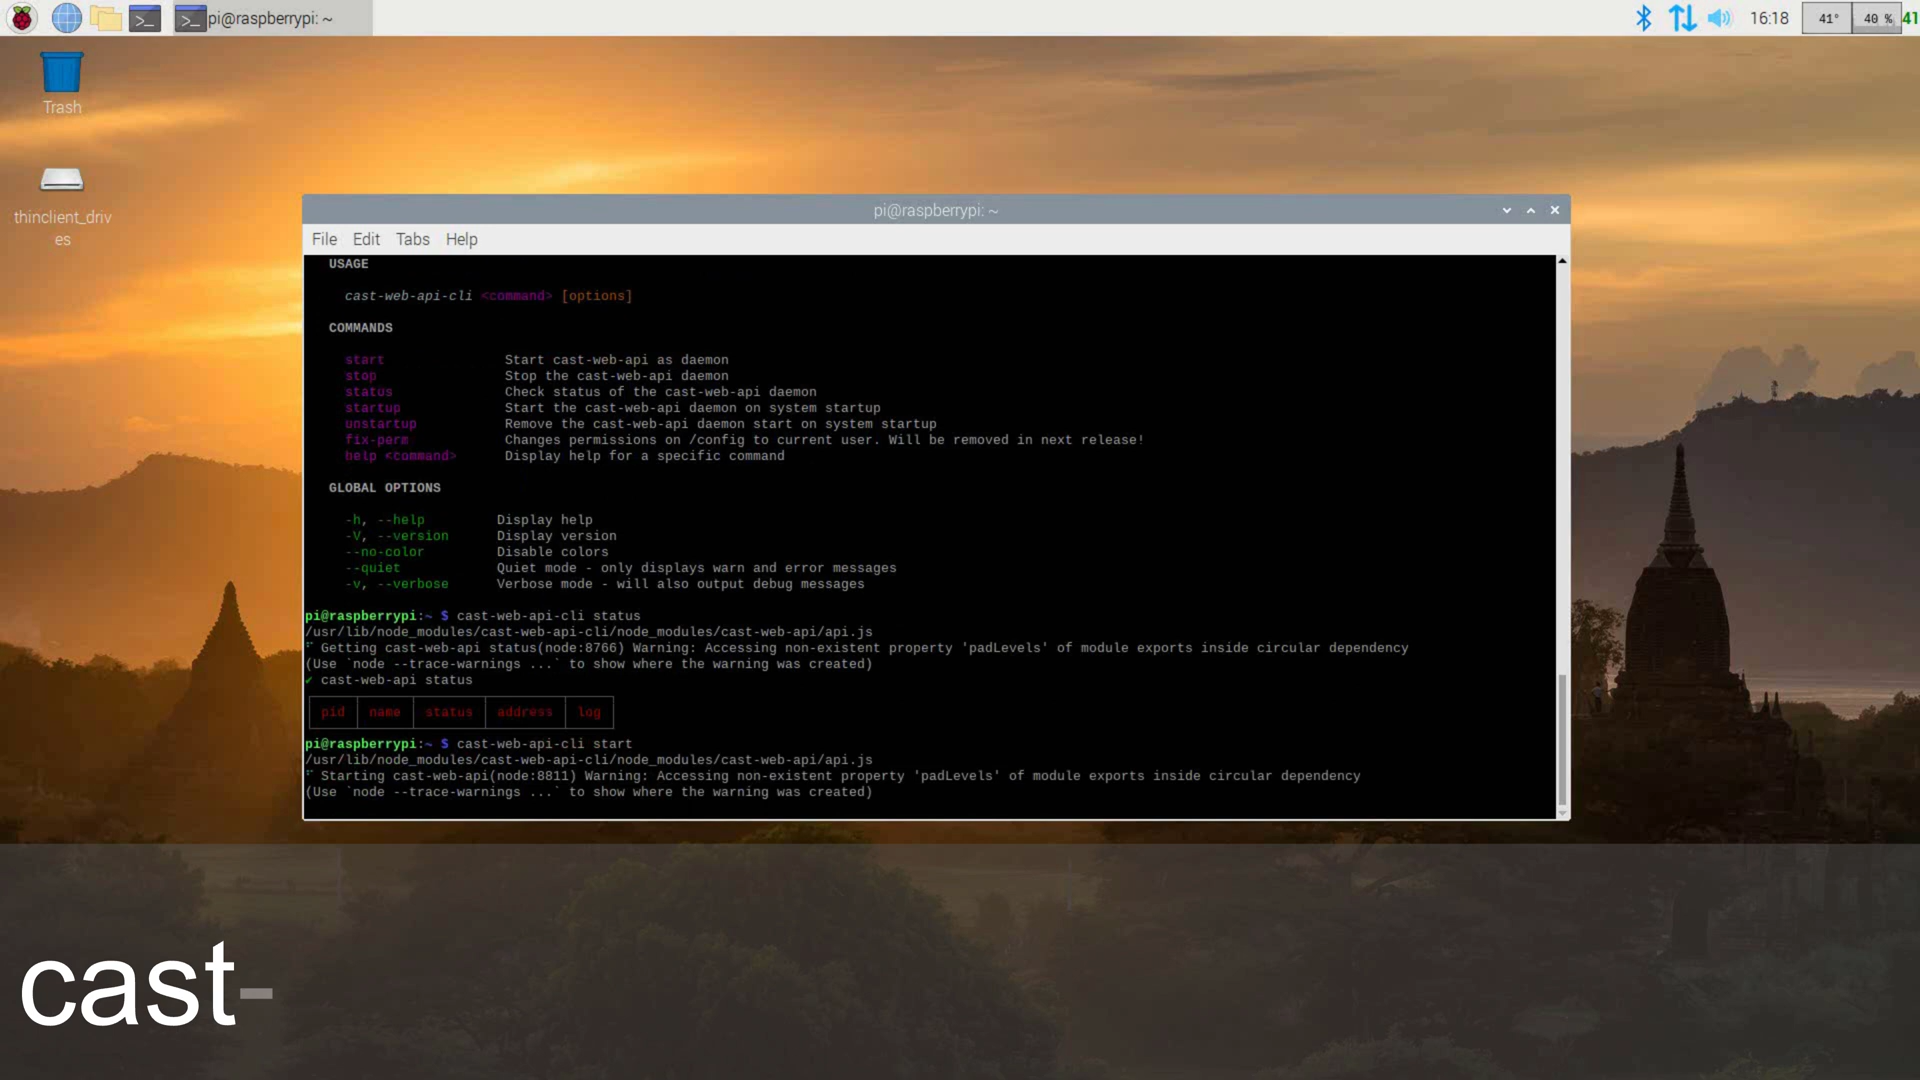 pi@raspberrypi: ~
16:18
41°
40 %
41
Trash
thinclient_driv
es
pi@raspberrypi: ~
File Edit Tabs Help
USAGE
cast-web-api-cli <command> [options]
COMMANDS
start Start cast-web-api as daemon
stop Stop the cast-web-api daemon
status Check status of the cast-web-api daemon
startup Start the cast-web-api daemon on system startup
unstartup Remove the cast-web-api daemon start on system startup
fix-perm Changes permissions on /config to current user. Will be removed in next release!
help <command> Display help for a specific command
GLOBAL OPTIONS
-h, --help Display help
-V, --version Display version
--no-color Disable colors
--quiet Quiet mode - only displays warn and error messages
-v, --verbose Verbose mode - will also output debug messages
pi@raspberrypi:~ $ cast-web-api-cli status
/usr/lib/node_modules/cast-web-api-cli/node_modules/cast-web-api/api.js
Getting cast-web-api status(node:8766) Warning: Accessing non-existent property 'padLevels' of module exports inside circular dependency
(Use `node --trace-warnings ...` to show where the warning was created)
✔ cast-web-api status
pid name status address log
pi@raspberrypi:~ $ cast-web-api-cli start
/usr/lib/node_modules/cast-web-api-cli/node_modules/cast-web-api/api.js
Starting cast-web-api(node:8811) Warning: Accessing non-existent property 'padLevels' of module exports inside circular dependency
(Use `node --trace-warnings ...` to show where the warning was created)
cast-